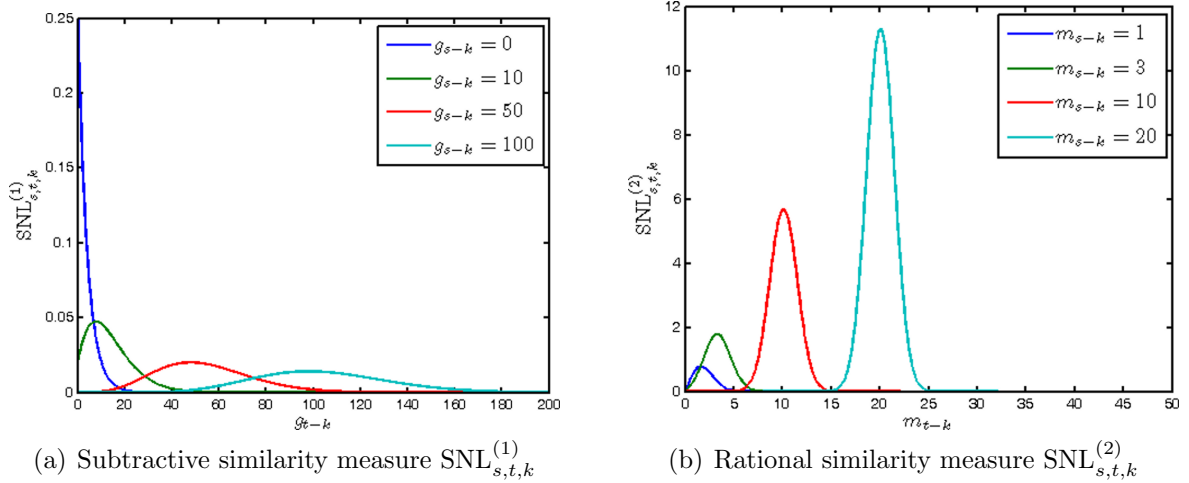 0.25
0.2
0.15
0.1
0.05
0
0 20 40 60 80 100 120 140 160 180 200
SNL^{(1)}_{s,t,k}
g_{t-k}
g_{s-k} = 0
g_{s-k} = 10
g_{s-k} = 50
g_{s-k} = 100
(a) Subtractive similarity measure SNL^{(1)}_{s,t,k}
12
10
8
6
4
2
0
0 5 10 15 20 25 30 35 40 45 50
SNL^{(2)}_{s,t,k}
m_{t-k}
m_{s-k} = 1
m_{s-k} = 3
m_{s-k} = 10
m_{s-k} = 20
(b) Rational similarity measure SNL^{(2)}_{s,t,k}